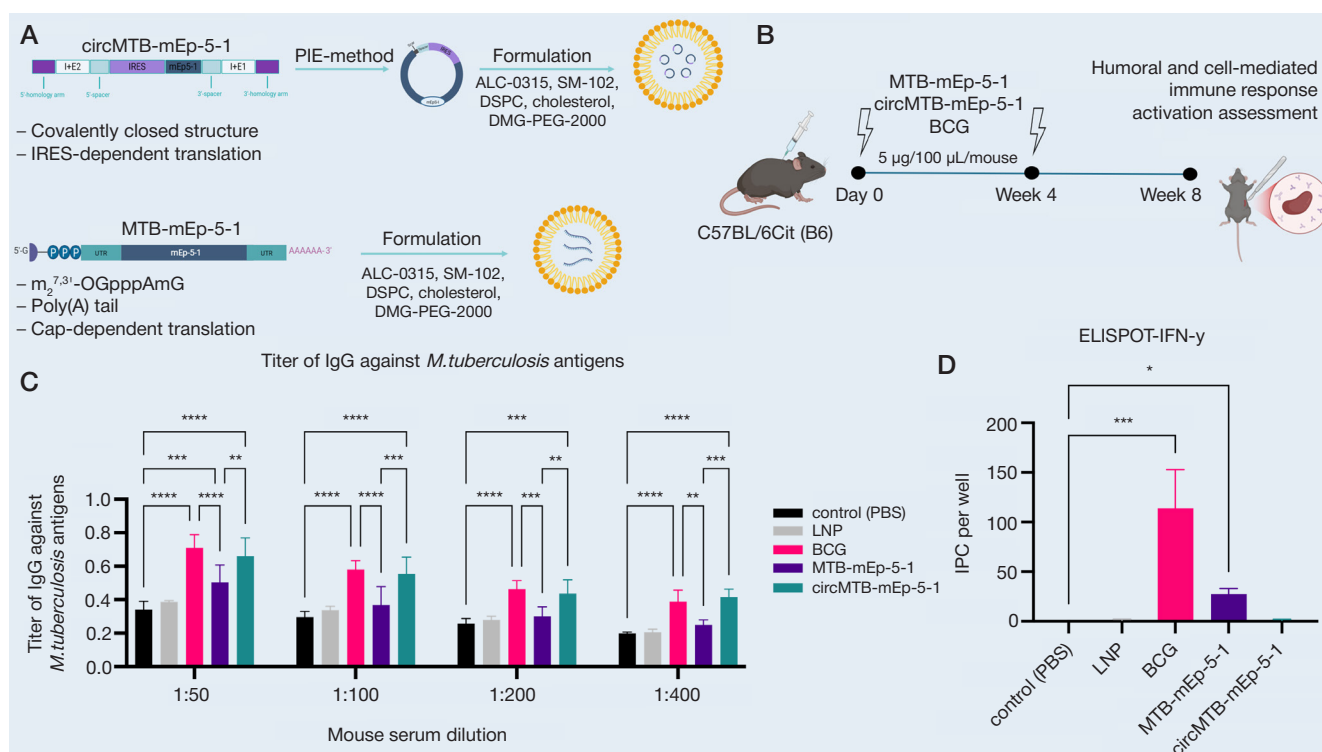 A
circMTB-mEp-5-1
I+E2
IRES
mEp5-1
I+E1
5'-homology arm
5'-spacer
3'-spacer
3'-homology arm
– Covalently closed structure
– IRES-dependent translation
PIE-method
IRES
mEp5-1
Formulation
ALC-0315, SM-102,
DSPC, cholesterol,
DMG-PEG-2000
MTB-mEp-5-1
5'-G
P P P
UTR
mEp-5-1
UTR
AAAAAA-3'
– m₂⁷,³ᴵ-OGpppAmG
– Poly(A) tail
– Cap-dependent translation
Formulation
ALC-0315, SM-102,
DSPC, cholesterol,
DMG-PEG-2000
B
MTB-mEp-5-1
circMTB-mEp-5-1
BCG
5 μg/100 μL/mouse
Day 0
Week 4
Week 8
C57BL/6Cit (B6)
Humoral and cell-mediated
immune response
activation assessment
C
Titer of IgG against M.tuberculosis antigens
Titer of IgG against
M.tuberculosis antigens
1.0
0.8
0.6
0.4
0.2
0.0
**** **** *** ****
***
** *** ** ***
**** **** **** **** **** *** **** **
1:50 1:100 1:200 1:400
Mouse serum dilution
control (PBS)
LNP
BCG
MTB-mEp-5-1
circMTB-mEp-5-1
D
ELISPOT-IFN-y
*
***
IPC per well
200
150
100
50
0
control (PBS)
LNP
BCG
MTB-mEp-5-1
circMTB-mEp-5-1